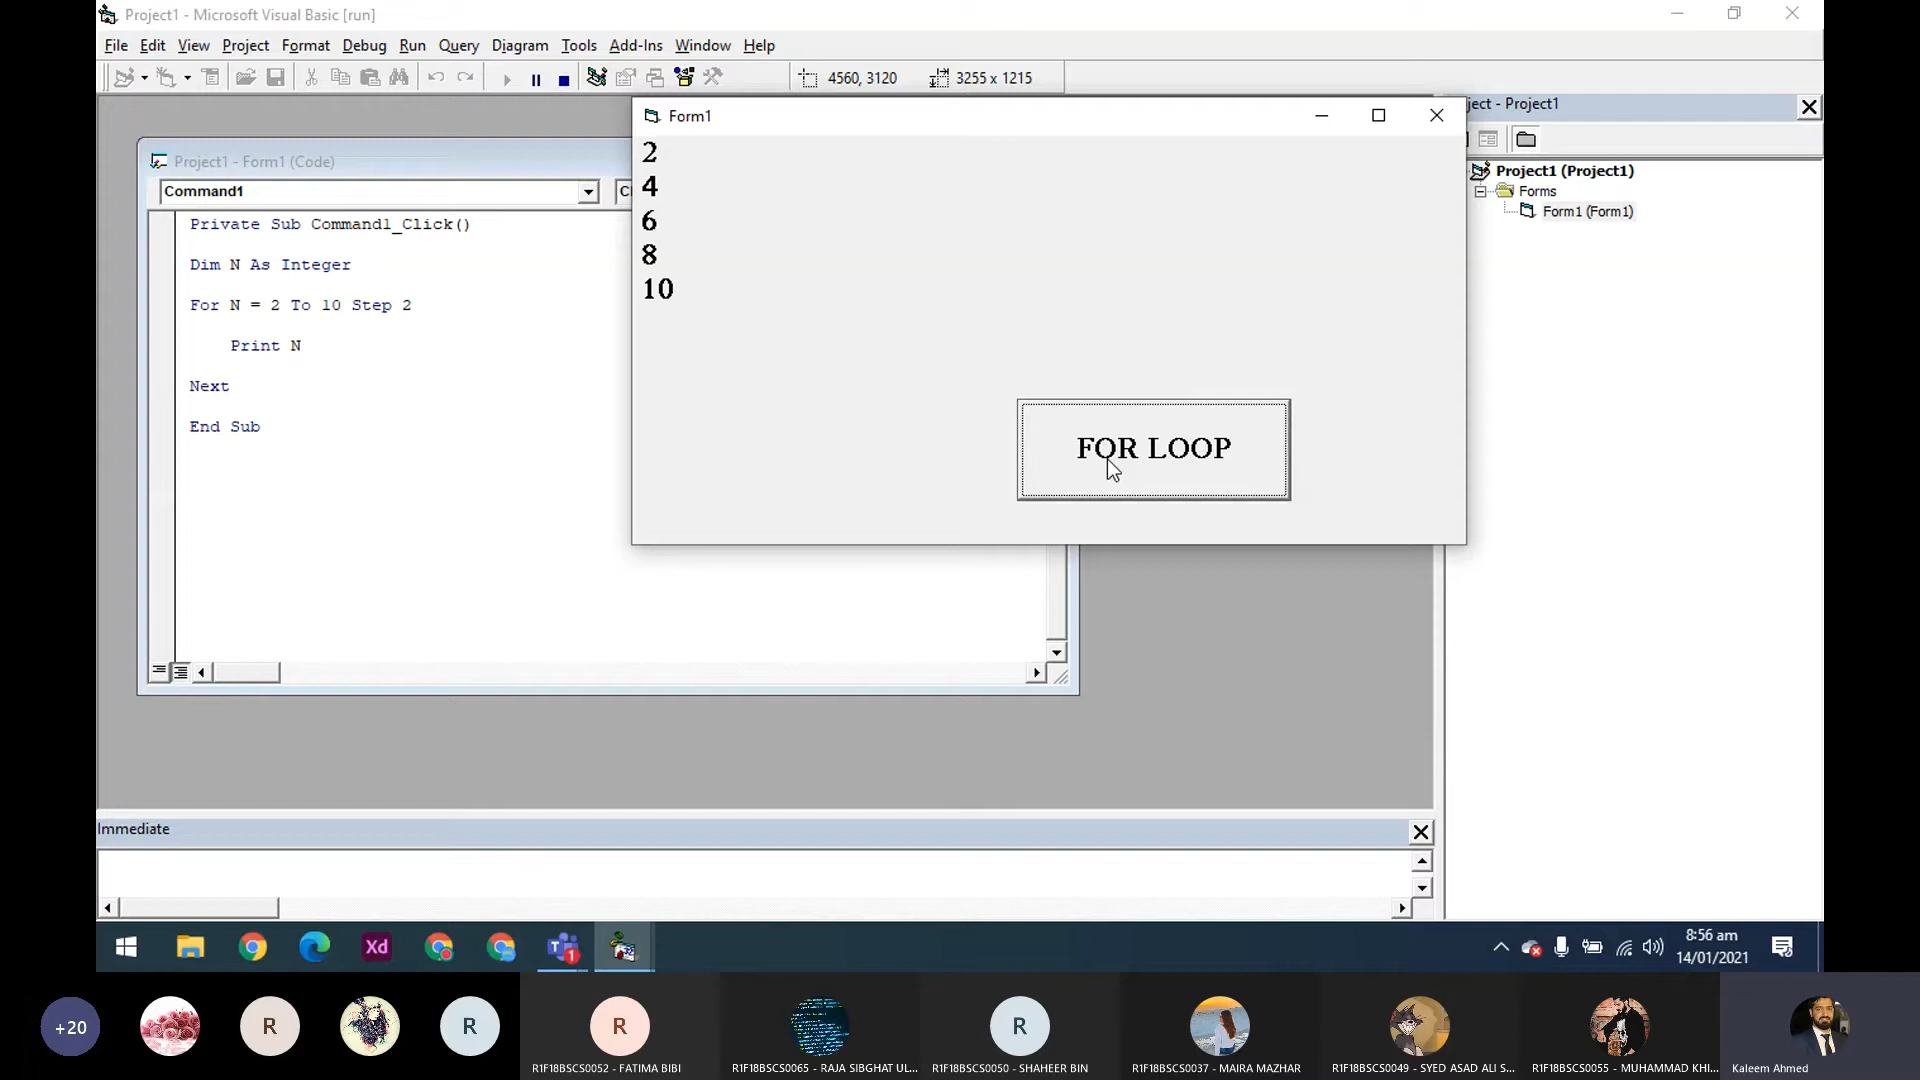 Project1 - Microsoft Visual Basic [run]
File Edit View Project Format Debug Run Query Diagram Tools Add-Ins Window Help
4560, 3120 3255 x 1215
Form1
ject - Project1
Project1 - Form1 (Code)
Command1
Private Sub Command1_Click()
Dim N As Integer
For N = 2 To 10 Step 2
Print N
Next
End Sub
2
4
6
8
10
FOR LOOP
Project1 (Project1)
Forms
Form1 (Form1)
Immediate
Xd
1
8:56 am
14/01/2021
+20
R
R
R
R
R1F18BSCS0052 - FATIMA BIBI
R1F18BSCS0065 - RAJA SIBGHAT UL...
R1F18BSCS0050 - SHAHEER BIN
R1F18BSCS0037 - MAIRA MAZHAR
R1F18BSCS0049 - SYED ASAD ALI S...
R1F18BSCS0055 - MUHAMMAD KHI...
Kaleem Ahmed